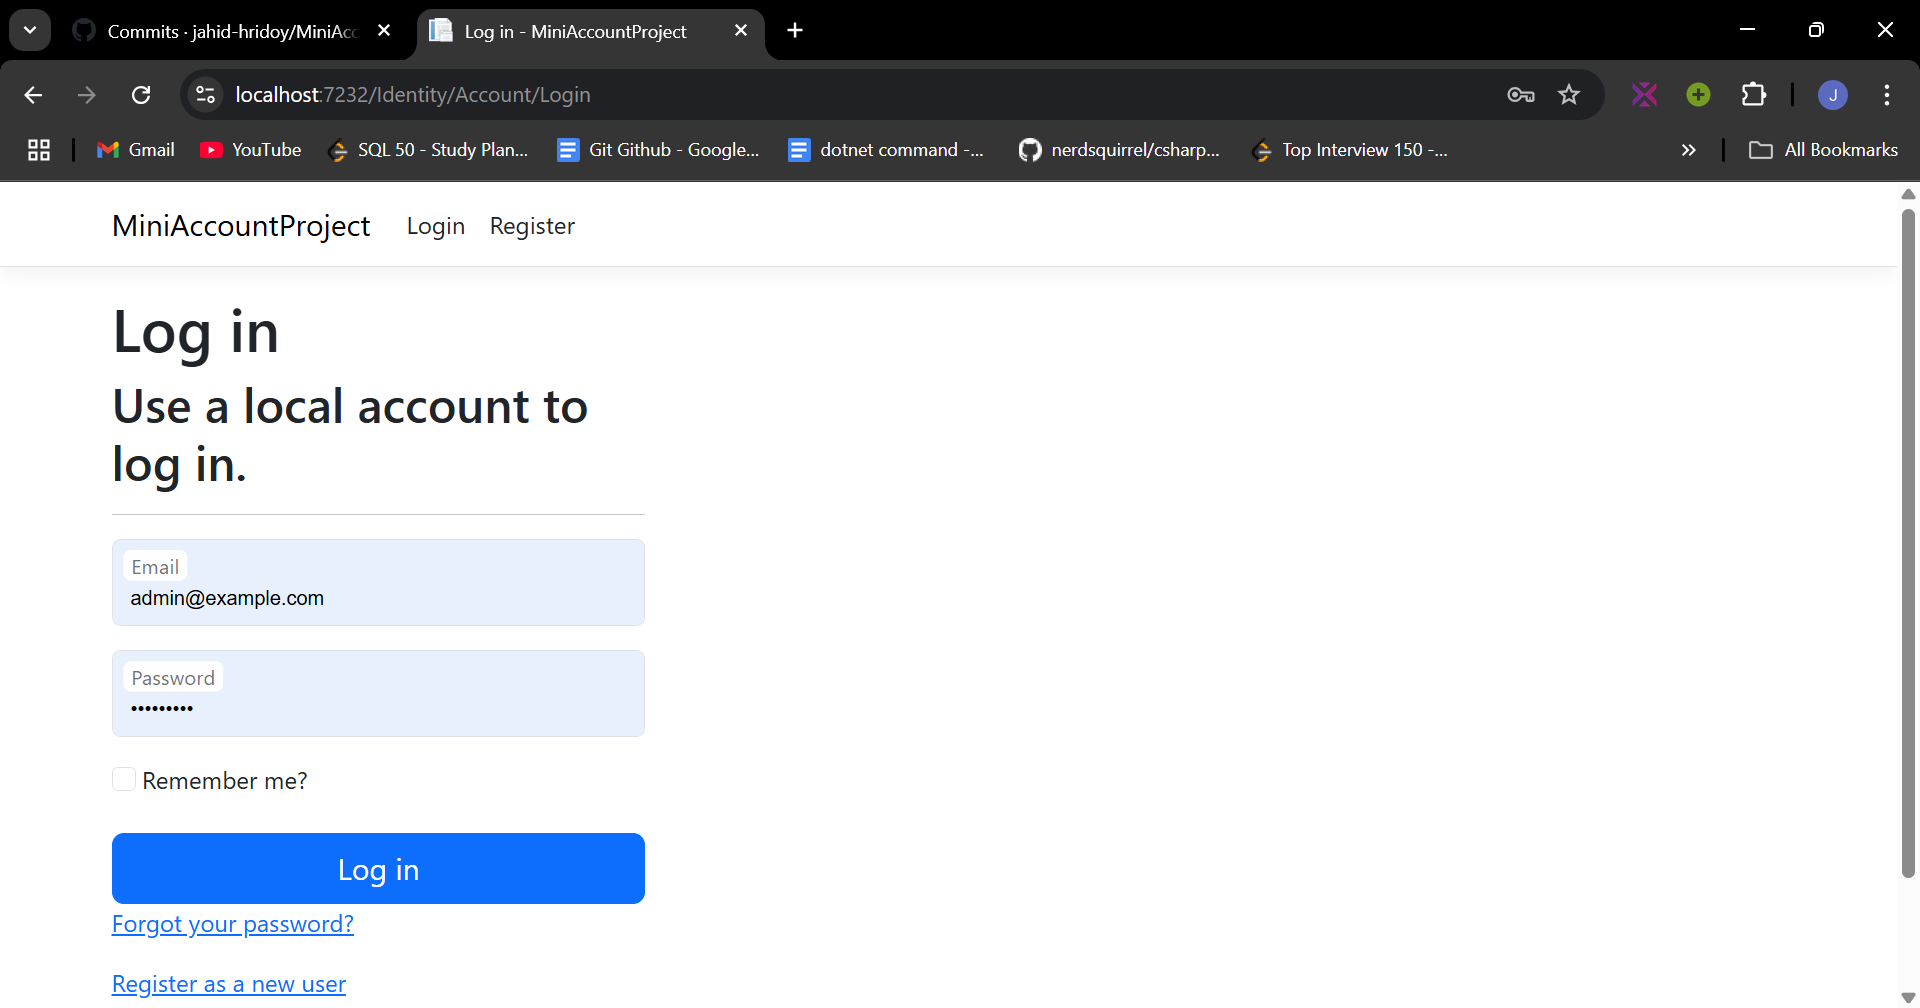 Commits · jahid-hridoy/MiniAcc
Log in - MiniAccountProject
localhost:7232/Identity/Account/Login
J
Gmail
YouTube
SQL 50 - Study Plan...
Git Github - Google...
dotnet command -...
nerdsquirrel/csharp...
Top Interview 150 -...
All Bookmarks
MiniAccountProject
Login
Register
Log in
Use a local account to
log in.
Email
admin@example.com
Password
•••••••••
Remember me?
Log in
Forgot your password?
Register as a new user